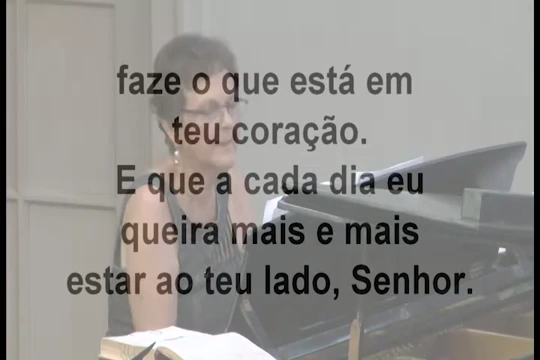 faze o que está em
teu coração.
E que a cada dia eu
queira mais e mais
estar ao teu lado, Senhor.